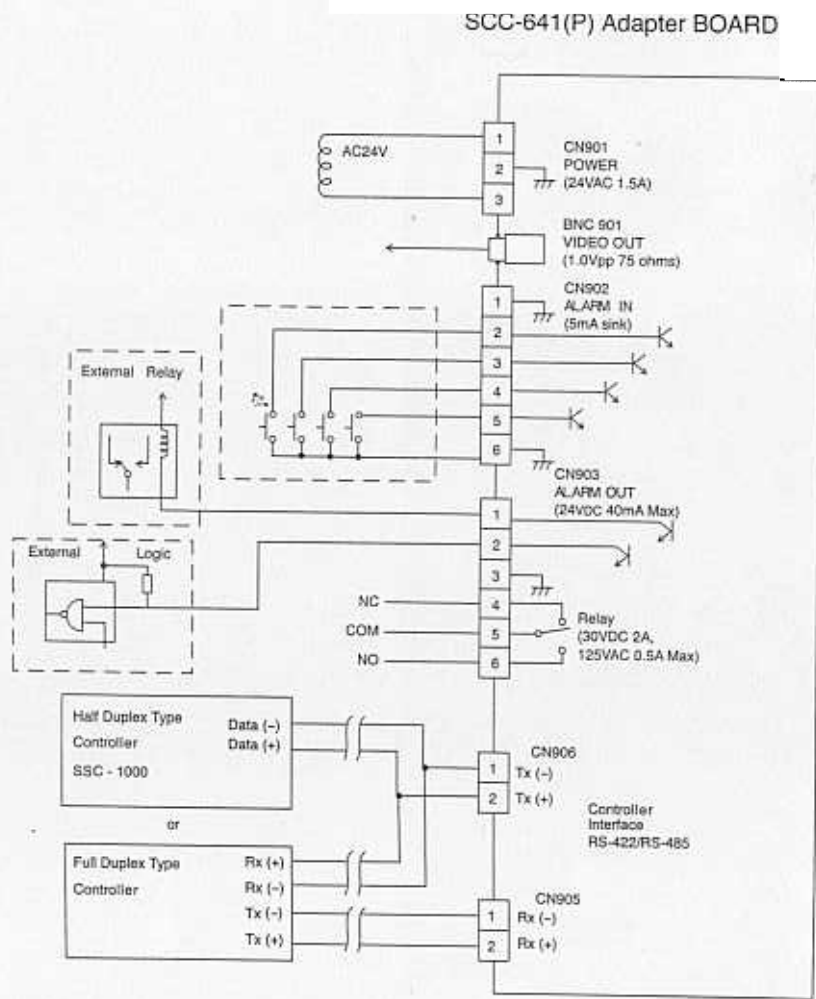 SCC-641(P) Adapter BOARD
AC24V
1
2
3
CN901
POWER
(24VAC 1.5A)
BNC 901
VIDEO OUT
(1.0Vpp 75 ohms)
1
2
3
4
5
6
CN902
ALARM IN
(5mA sink)
External Relay
CN903
ALARM OUT
(24VDC 40mA Max)
1
2
3
4
5
6
External Logic
NC
COM
NO
Relay
(30VDC 2A,
125VAC 0.5A Max)
Half Duplex Type
Controller
SSC - 1000
Data (-)
Data (+)
or
Full Duplex Type
Controller
Rx (+)
Rx (-)
Tx (-)
Tx (+)
CN906
1 Tx (-)
2 Tx (+)
Controller
Interface
RS-422/RS-485
CN905
1 Rx (-)
2 Rx (+)